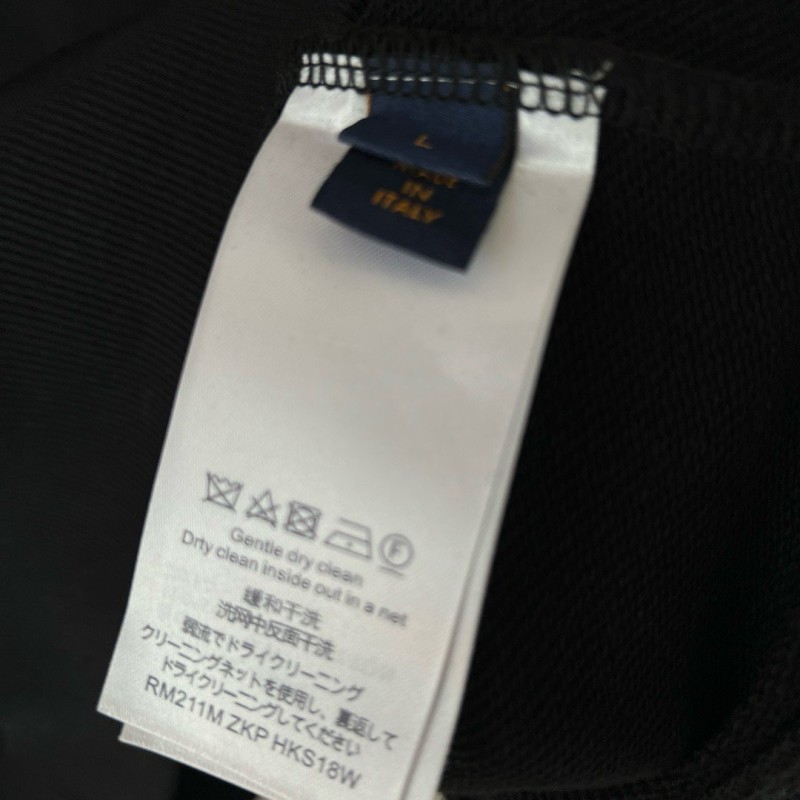 L
MADE
IN
ITALY
F
Gentle dry clean
Drty clean inside out in a net
缓和干洗
洗网中反面干洗
弱流でドライクリーニング
クリーニングネットを使用し、裏返して
ドライクリーニングしてください
RM211M ZKP HKS18W